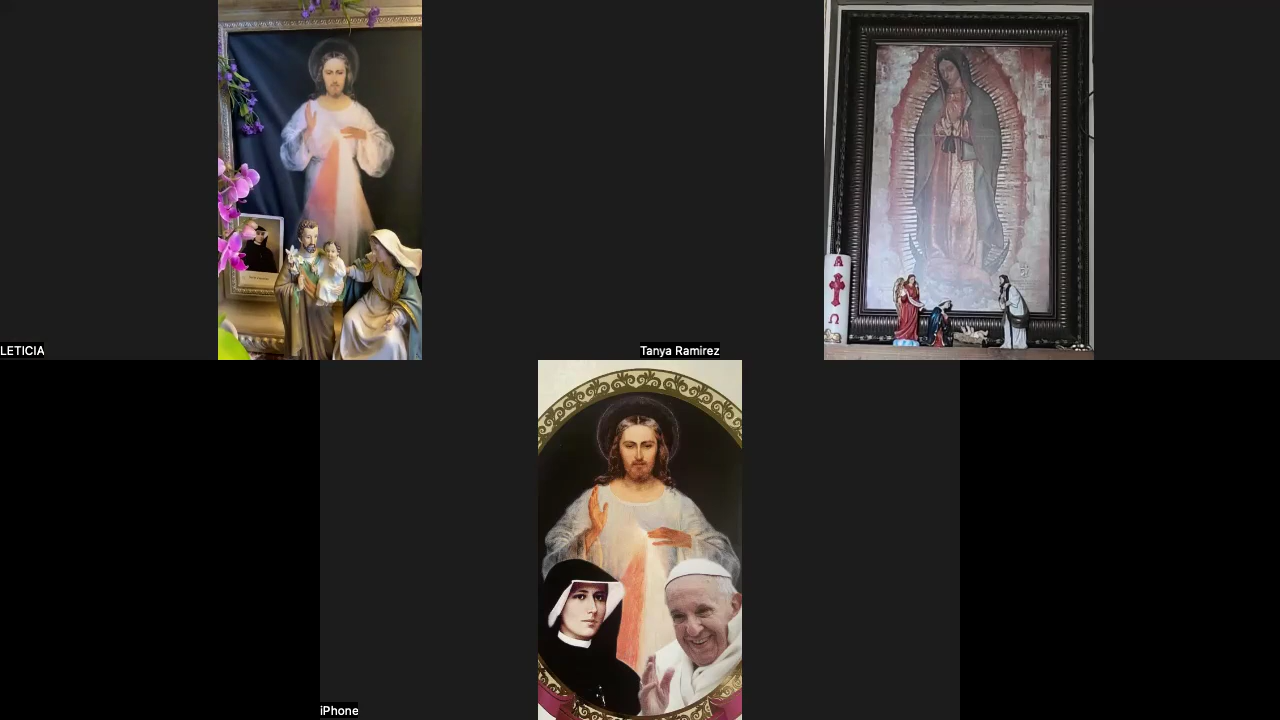 LETICIA
Tanya Ramirez
Α
Ω
iPhone